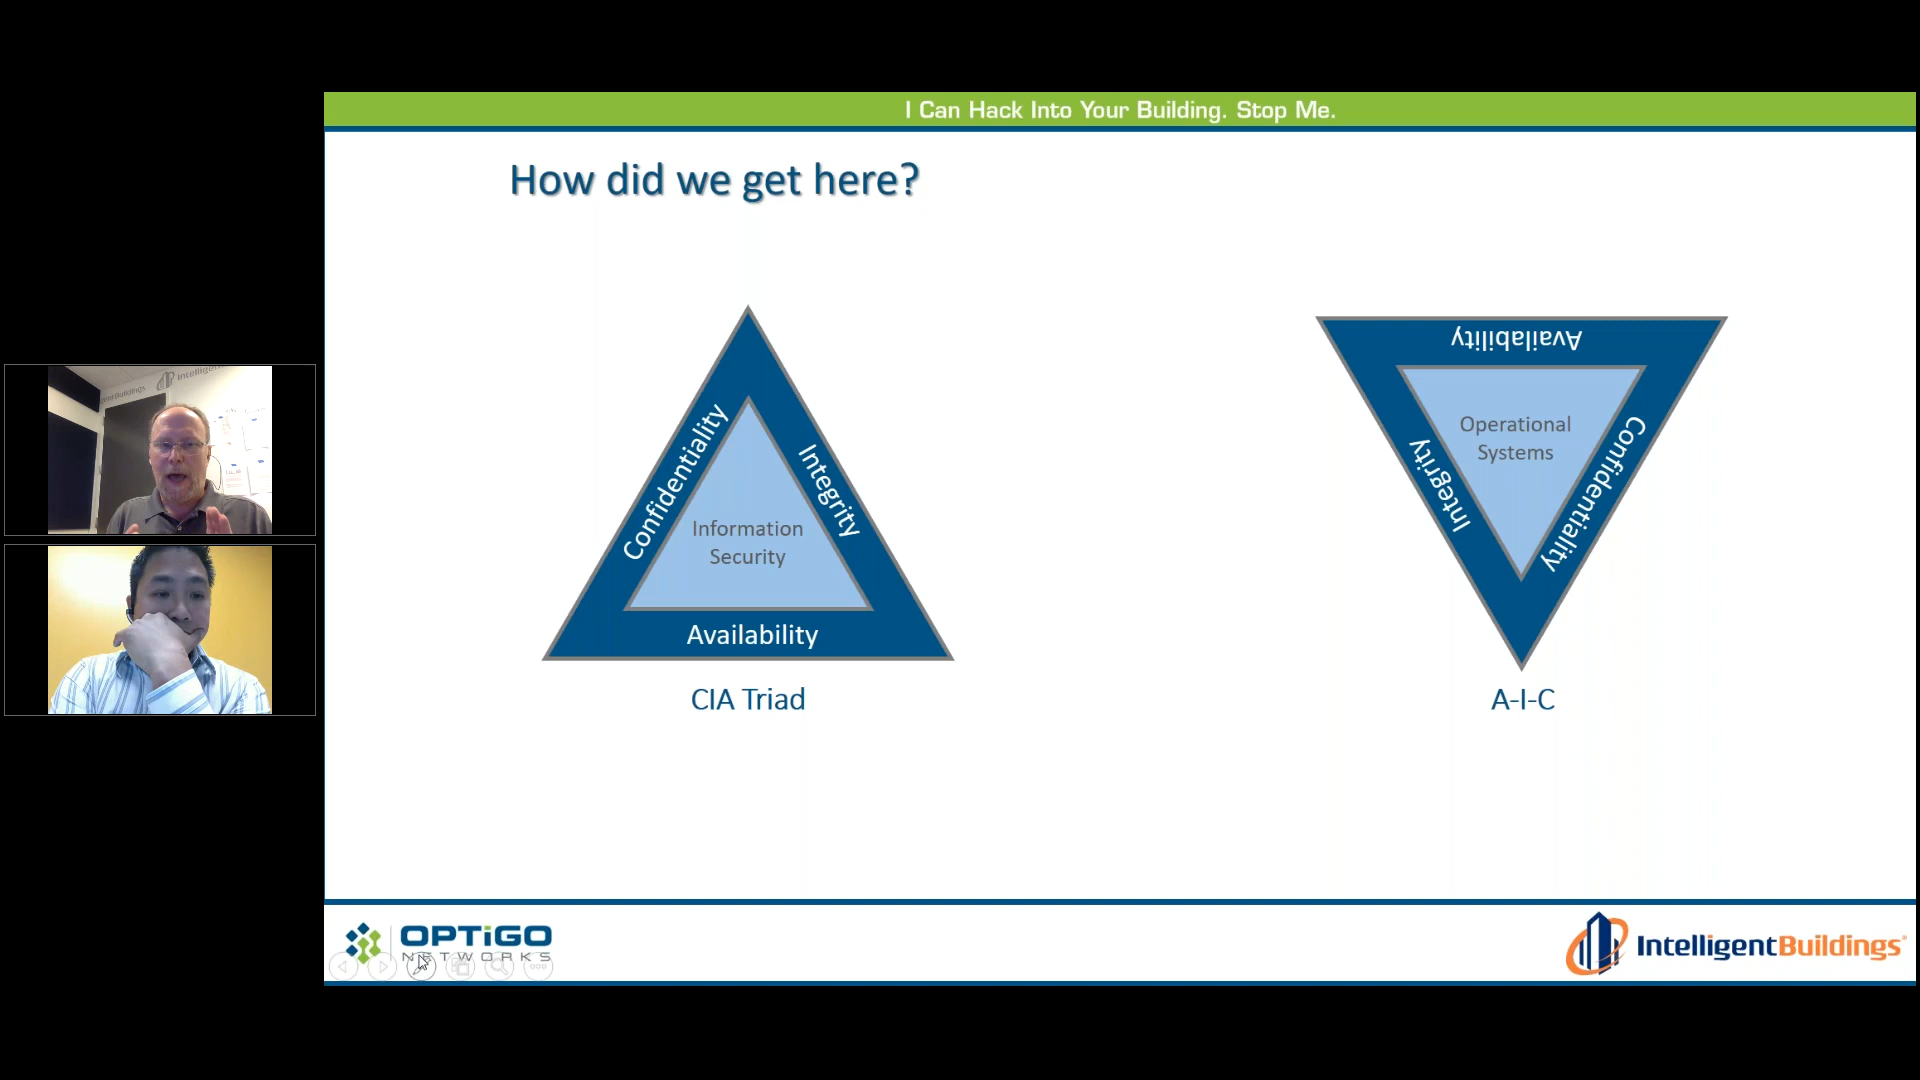 I Can Hack Into Your Building. Stop Me.
How did we get here?
Confidentiality
Integrity
Information
Security
Availability
CIA Triad
Availability
Integrity
Operational
Systems
Confidentiality
A-I-C
OPTiGO
NETWORKS
IntelligentBuildings®